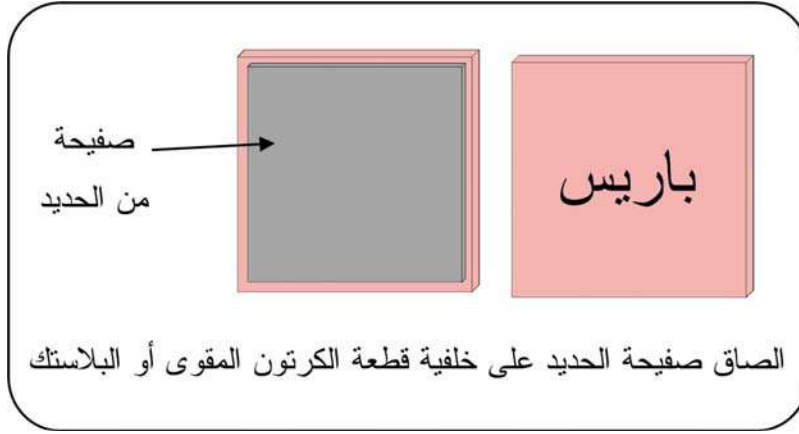 باريس
صفيحة
من الحديد
الصاق صفيحة الحديد على خلفية قطعة الكرتون المقوى أو البلاستك